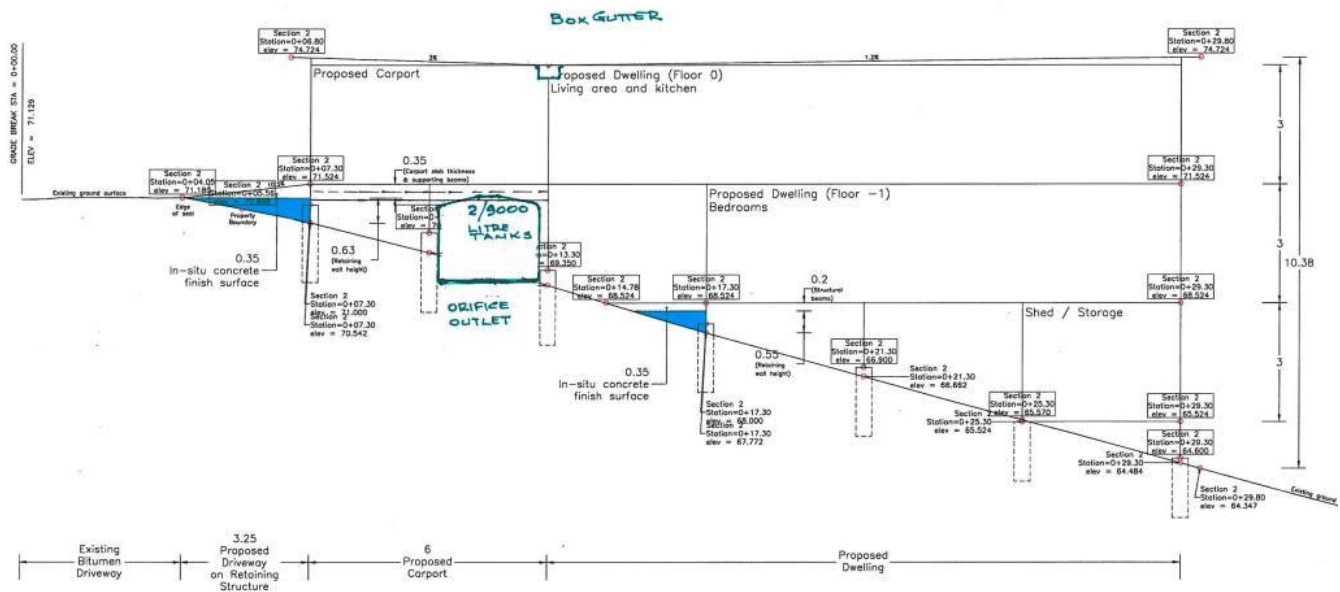 BOX GUTTER
Section 2
Station=0+06.80
elev = 74.724
Section 2
Station=0+29.80
elev = 74.724
GRADE BREAK STA = 0+00.00
ELEV = 71.129
3%
1.2%
Proposed Carport
Proposed Dwelling (Floor 0)
Living area and kitchen
3
Section 2
Station=0+04.05
elev = 71.185
Section 2
Station=0+05.56
Section 2
Station=0+07.30
elev = 71.524
0.35
(Carport slab thickness
& supporting beams)
Section 2
Station=0+29.30
elev = 71.524
Existing ground surface
Edge
of seal
Property
Boundary
Proposed Dwelling (Floor -1)
Bedrooms
2/9000
LITRE
TANKS
3
10.38
0.35
In-situ concrete
finish surface
0.63
(Retaining
wall height)
0+13.30
69.350
Section 2
Station=0+07.30
elev = 71.000
Section 2
Station=0+07.30
elev = 70.542
ORIFICE
OUTLET
Section 2
Station=0+14.78
elev = 68.524
Section 2
Station=0+17.30
elev = 68.524
0.2
(Structural
beams)
Section 2
Station=0+29.30
elev = 68.524
Shed / Storage
0.35
In-situ concrete
finish surface
0.55
(Retaining
wall height)
Section 2
Station=0+21.30
elev = 66.900
Section 2
Station=0+21.30
elev = 66.662
3
Section 2
Station=0+17.30
elev = 68.000
Section 2
Station=0+17.30
elev = 67.772
Section 2
Station=0+25.30
elev = 65.570
Section 2
Station=0+25.30
elev = 65.524
Section 2
Station=0+29.30
elev = 65.524
Section 2
Station=0+29.30
elev = 64.600
Section 2
Station=0+29.30
elev = 64.484
Section 2
Station=0+29.80
elev = 64.347
Existing ground
Existing
Bitumen
Driveway
3.25
Proposed
Driveway
on Retaining
Structure
6
Proposed
Carport
Proposed
Dwelling